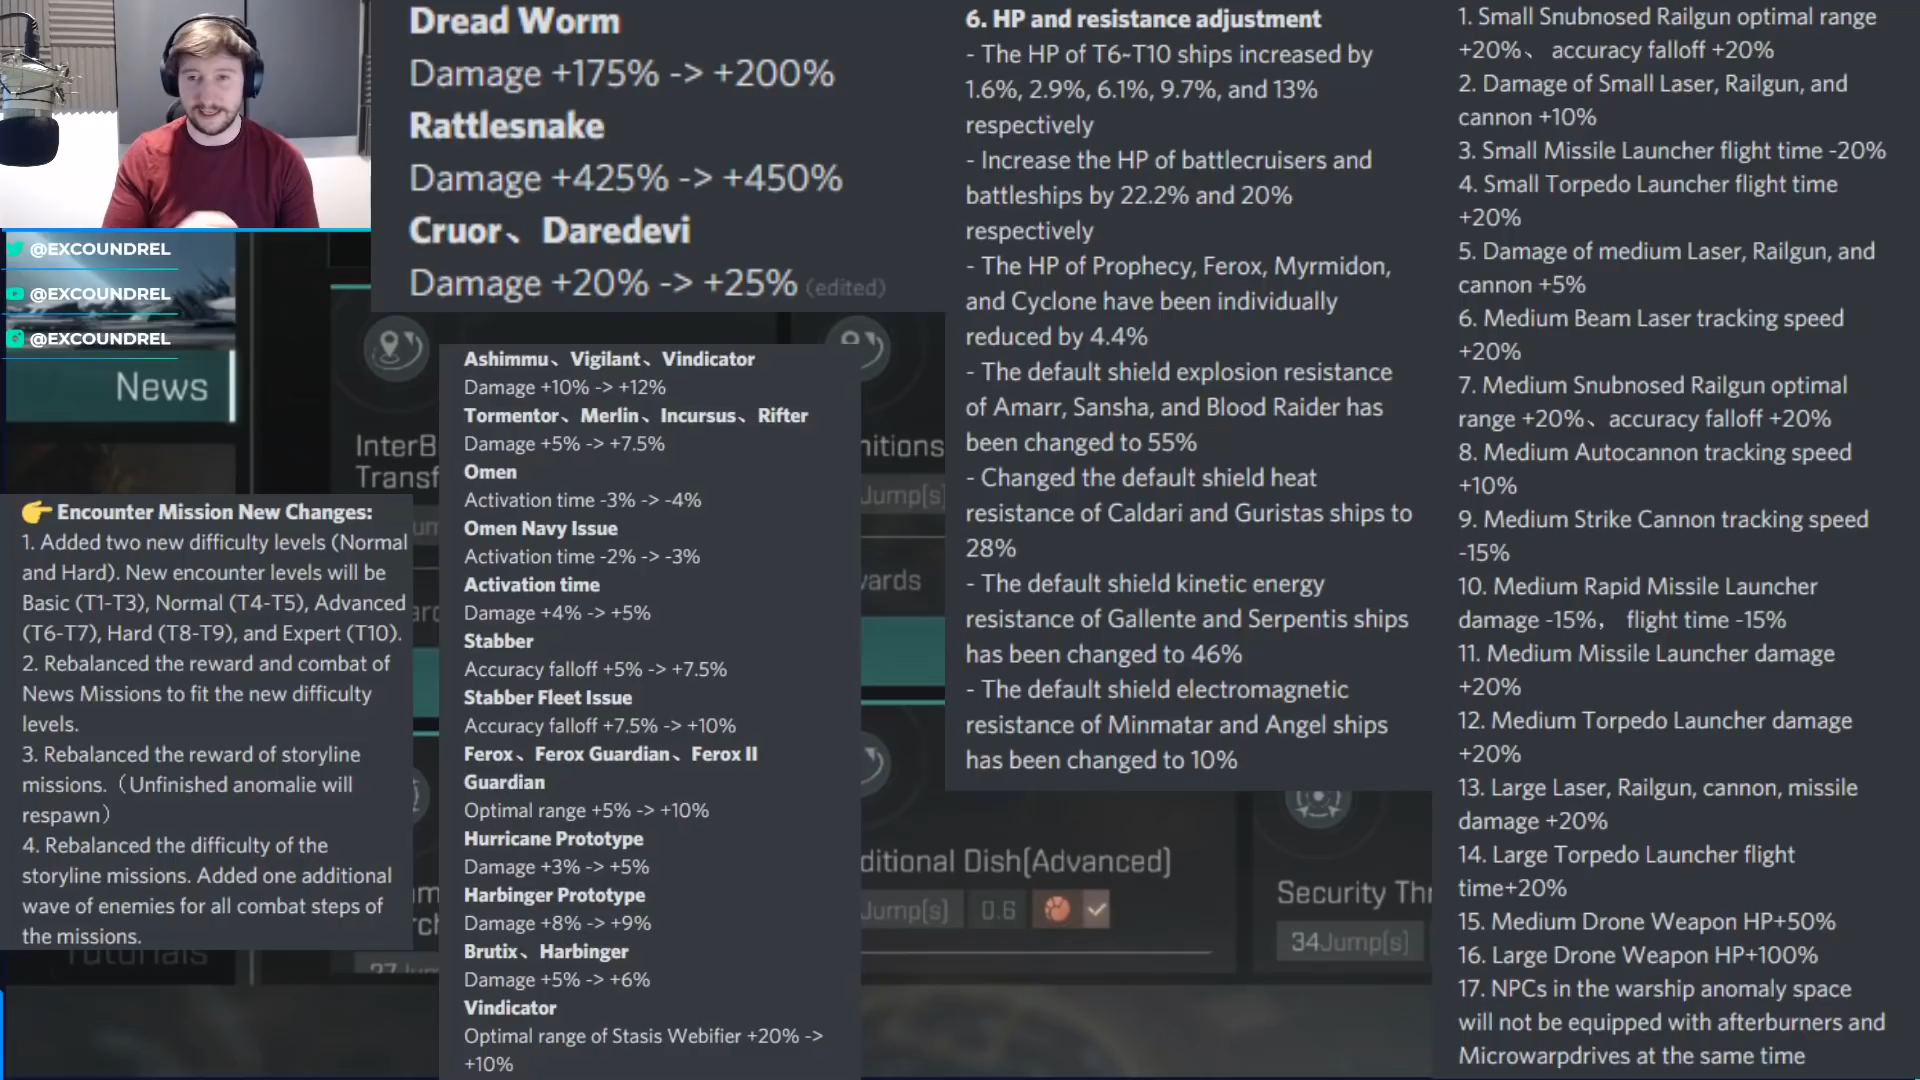 @EXCOUNDREL
@EXCOUNDREL
@EXCOUNDREL
News
👉 Encounter Mission New Changes:
1. Added two new difficulty levels (Normal
and Hard). New encounter levels will be
Basic (T1-T3), Normal (T4-T5), Advanced
(T6-T7), Hard (T8-T9), and Expert (T10).
2. Rebalanced the reward and combat of
News Missions to fit the new difficulty
levels.
3. Rebalanced the reward of storyline
missions.（Unfinished anomalie will
respawn）
4. Rebalanced the difficulty of the
storyline missions. Added one additional
wave of enemies for all combat steps of
the missions.
Tutorials
Dread Worm
Damage +175% -> +200%
Rattlesnake
Damage +425% -> +450%
Cruor、Daredevi
Damage +20% -> +25% (edited)
InterB
Transf
Ashimmu、Vigilant、Vindicator
Damage +10% -> +12%
Tormentor、Merlin、Incursus、Rifter
Damage +5% -> +7.5%
Omen
Activation time -3% -> -4%
Omen Navy Issue
Activation time -2% -> -3%
Activation time
Damage +4% -> +5%
Stabber
Accuracy falloff +5% -> +7.5%
Stabber Fleet Issue
Accuracy falloff +7.5% -> +10%
Ferox、Ferox Guardian、Ferox II
Guardian
Optimal range +5% -> +10%
Hurricane Prototype
Damage +3% -> +5%
Harbinger Prototype
Damage +8% -> +9%
Brutix、Harbinger
Damage +5% -> +6%
Vindicator
Optimal range of Stasis Webifier +20% ->
+10%
nitions
Jump[s]
vards
ditional Dish[Advanced]
Jump[s] 0.6
Security Thr
34Jump[s]
6. HP and resistance adjustment
- The HP of T6~T10 ships increased by
1.6%, 2.9%, 6.1%, 9.7%, and 13%
respectively
- Increase the HP of battlecruisers and
battleships by 22.2% and 20%
respectively
- The HP of Prophecy, Ferox, Myrmidon,
and Cyclone have been individually
reduced by 4.4%
- The default shield explosion resistance
of Amarr, Sansha, and Blood Raider has
been changed to 55%
- Changed the default shield heat
resistance of Caldari and Guristas ships to
28%
- The default shield kinetic energy
resistance of Gallente and Serpentis ships
has been changed to 46%
- The default shield electromagnetic
resistance of Minmatar and Angel ships
has been changed to 10%
1. Small Snubnosed Railgun optimal range
+20%、 accuracy falloff +20%
2. Damage of Small Laser, Railgun, and
cannon +10%
3. Small Missile Launcher flight time -20%
4. Small Torpedo Launcher flight time
+20%
5. Damage of medium Laser, Railgun, and
cannon +5%
6. Medium Beam Laser tracking speed
+20%
7. Medium Snubnosed Railgun optimal
range +20%、accuracy falloff +20%
8. Medium Autocannon tracking speed
+10%
9. Medium Strike Cannon tracking speed
-15%
10. Medium Rapid Missile Launcher
damage -15%， flight time -15%
11. Medium Missile Launcher damage
+20%
12. Medium Torpedo Launcher damage
+20%
13. Large Laser, Railgun, cannon, missile
damage +20%
14. Large Torpedo Launcher flight
time+20%
15. Medium Drone Weapon HP+50%
16. Large Drone Weapon HP+100%
17. NPCs in the warship anomaly space
will not be equipped with afterburners and
Microwarpdrives at the same time